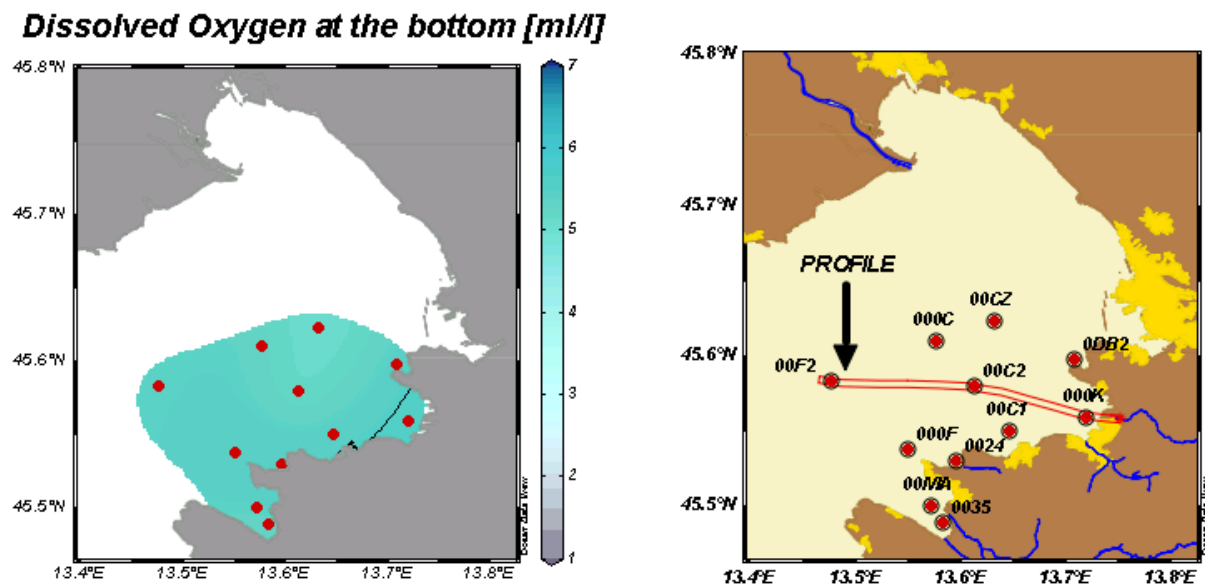 Dissolved Oxygen at the bottom [ml/l]
45.8°N
45.7°N
45.6°N
45.5°N
13.4°E
13.5°E
13.6°E
13.7°E
13.8°E
7
6
5
4
3
2
1
Ocean Data View
45.8°N
45.7°N
45.6°N
45.5°N
13.4°E
13.5°E
13.6°E
13.7°E
13.8°E
PROFILE
00CZ
000C
0DB2
00F2
00C2
000K
00C1
000F
0024
00MA
0035
Ocean Data View